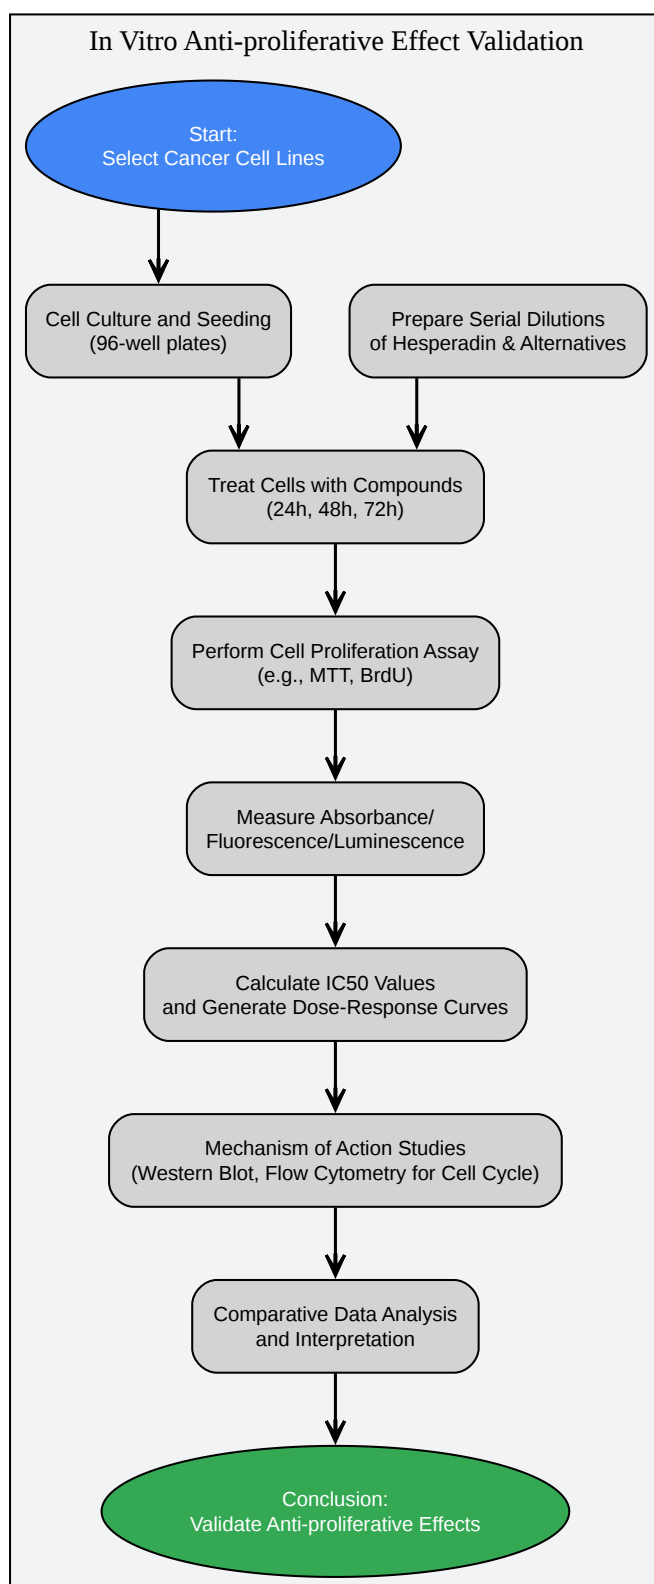 In Vitro Anti-proliferative Effect Validation
Start:
Select Cancer Cell Lines
Cell Culture and Seeding
(96-well plates)
Prepare Serial Dilutions
of Hesperadin & Alternatives
Treat Cells with Compounds
(24h, 48h, 72h)
Perform Cell Proliferation Assay
(e.g., MTT, BrdU)
Measure Absorbance/
Fluorescence/Luminescence
Calculate IC50 Values
and Generate Dose-Response Curves
Mechanism of Action Studies
(Western Blot, Flow Cytometry for Cell Cycle)
Comparative Data Analysis
and Interpretation
Conclusion:
Validate Anti-proliferative Effects